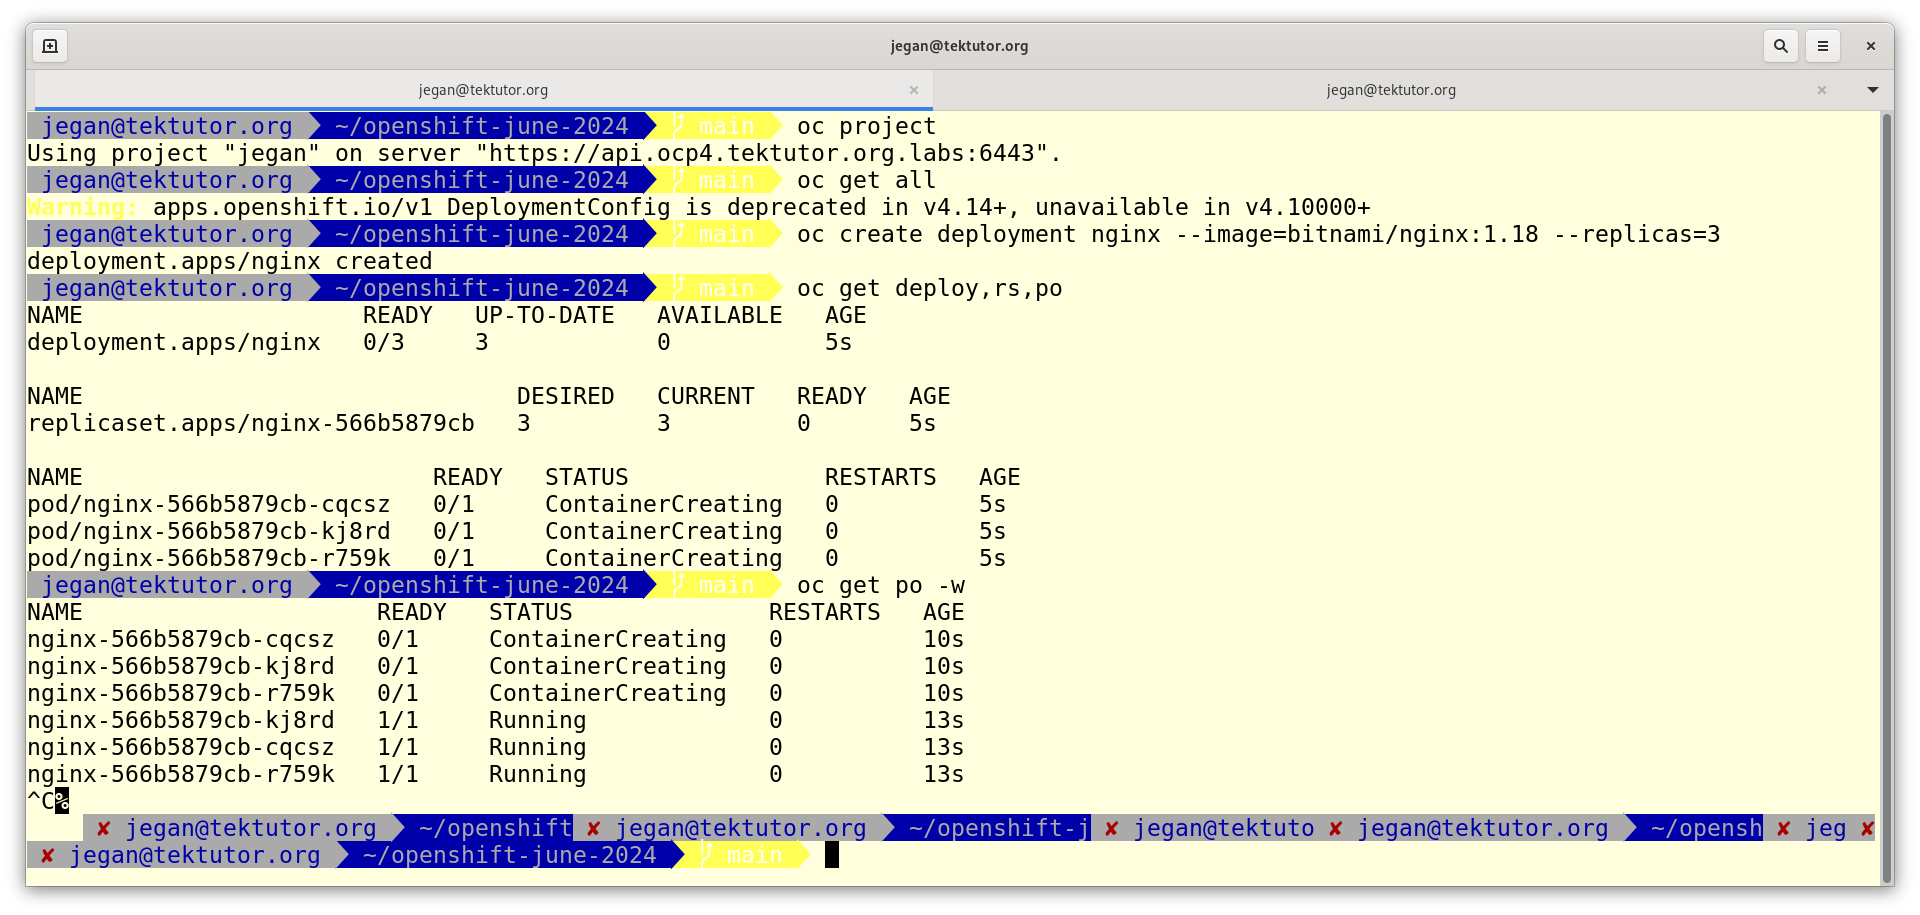 jegan@tektutor.org
jegan@tektutor.org × jegan@tektutor.org ×
jegan@tektutor.org ~/openshift-june-2024 main oc project
Using project "jegan" on server "https://api.ocp4.tektutor.org.labs:6443".
jegan@tektutor.org ~/openshift-june-2024 main oc get all
Warning: apps.openshift.io/v1 DeploymentConfig is deprecated in v4.14+, unavailable in v4.10000+
jegan@tektutor.org ~/openshift-june-2024 main oc create deployment nginx --image=bitnami/nginx:1.18 --replicas=3
deployment.apps/nginx created
jegan@tektutor.org ~/openshift-june-2024 main oc get deploy,rs,po
NAME READY UP-TO-DATE AVAILABLE AGE
deployment.apps/nginx 0/3 3 0 5s
NAME DESIRED CURRENT READY AGE
replicaset.apps/nginx-566b5879cb 3 3 0 5s
NAME READY STATUS RESTARTS AGE
pod/nginx-566b5879cb-cqcsz 0/1 ContainerCreating 0 5s
pod/nginx-566b5879cb-kj8rd 0/1 ContainerCreating 0 5s
pod/nginx-566b5879cb-r759k 0/1 ContainerCreating 0 5s
jegan@tektutor.org ~/openshift-june-2024 main oc get po -w
NAME READY STATUS RESTARTS AGE
nginx-566b5879cb-cqcsz 0/1 ContainerCreating 0 10s
nginx-566b5879cb-kj8rd 0/1 ContainerCreating 0 10s
nginx-566b5879cb-r759k 0/1 ContainerCreating 0 10s
nginx-566b5879cb-kj8rd 1/1 Running 0 13s
nginx-566b5879cb-cqcsz 1/1 Running 0 13s
nginx-566b5879cb-r759k 1/1 Running 0 13s
^C%
✘ jegan@tektutor.org ~/openshift ✘ jegan@tektutor.org ~/openshift-j ✘ jegan@tektuto ✘ jegan@tektutor.org ~/opensh ✘ jeg ✘
✘ jegan@tektutor.org ~/openshift-june-2024 main